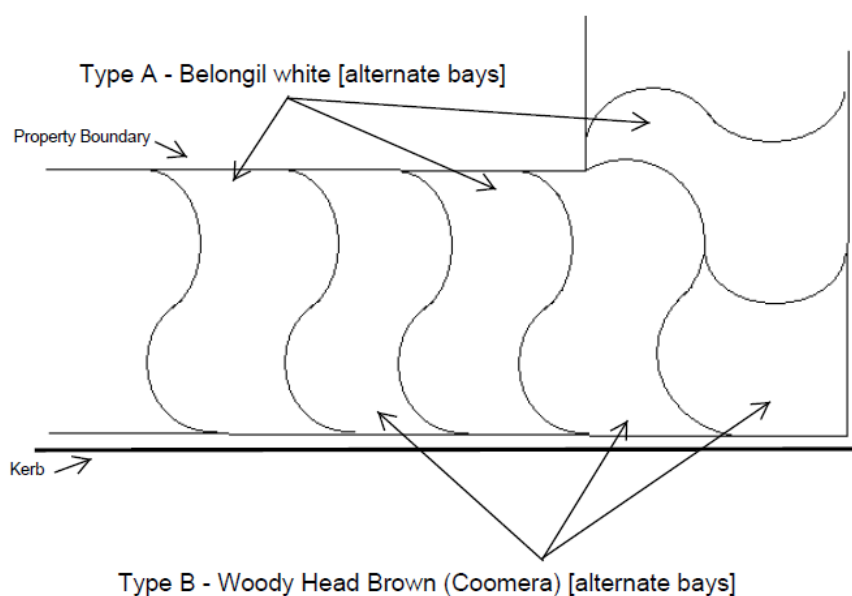 Type A - Belongil white [alternate bays]
Property Boundary
Kerb
Type B - Woody Head Brown (Coomera) [alternate bays]